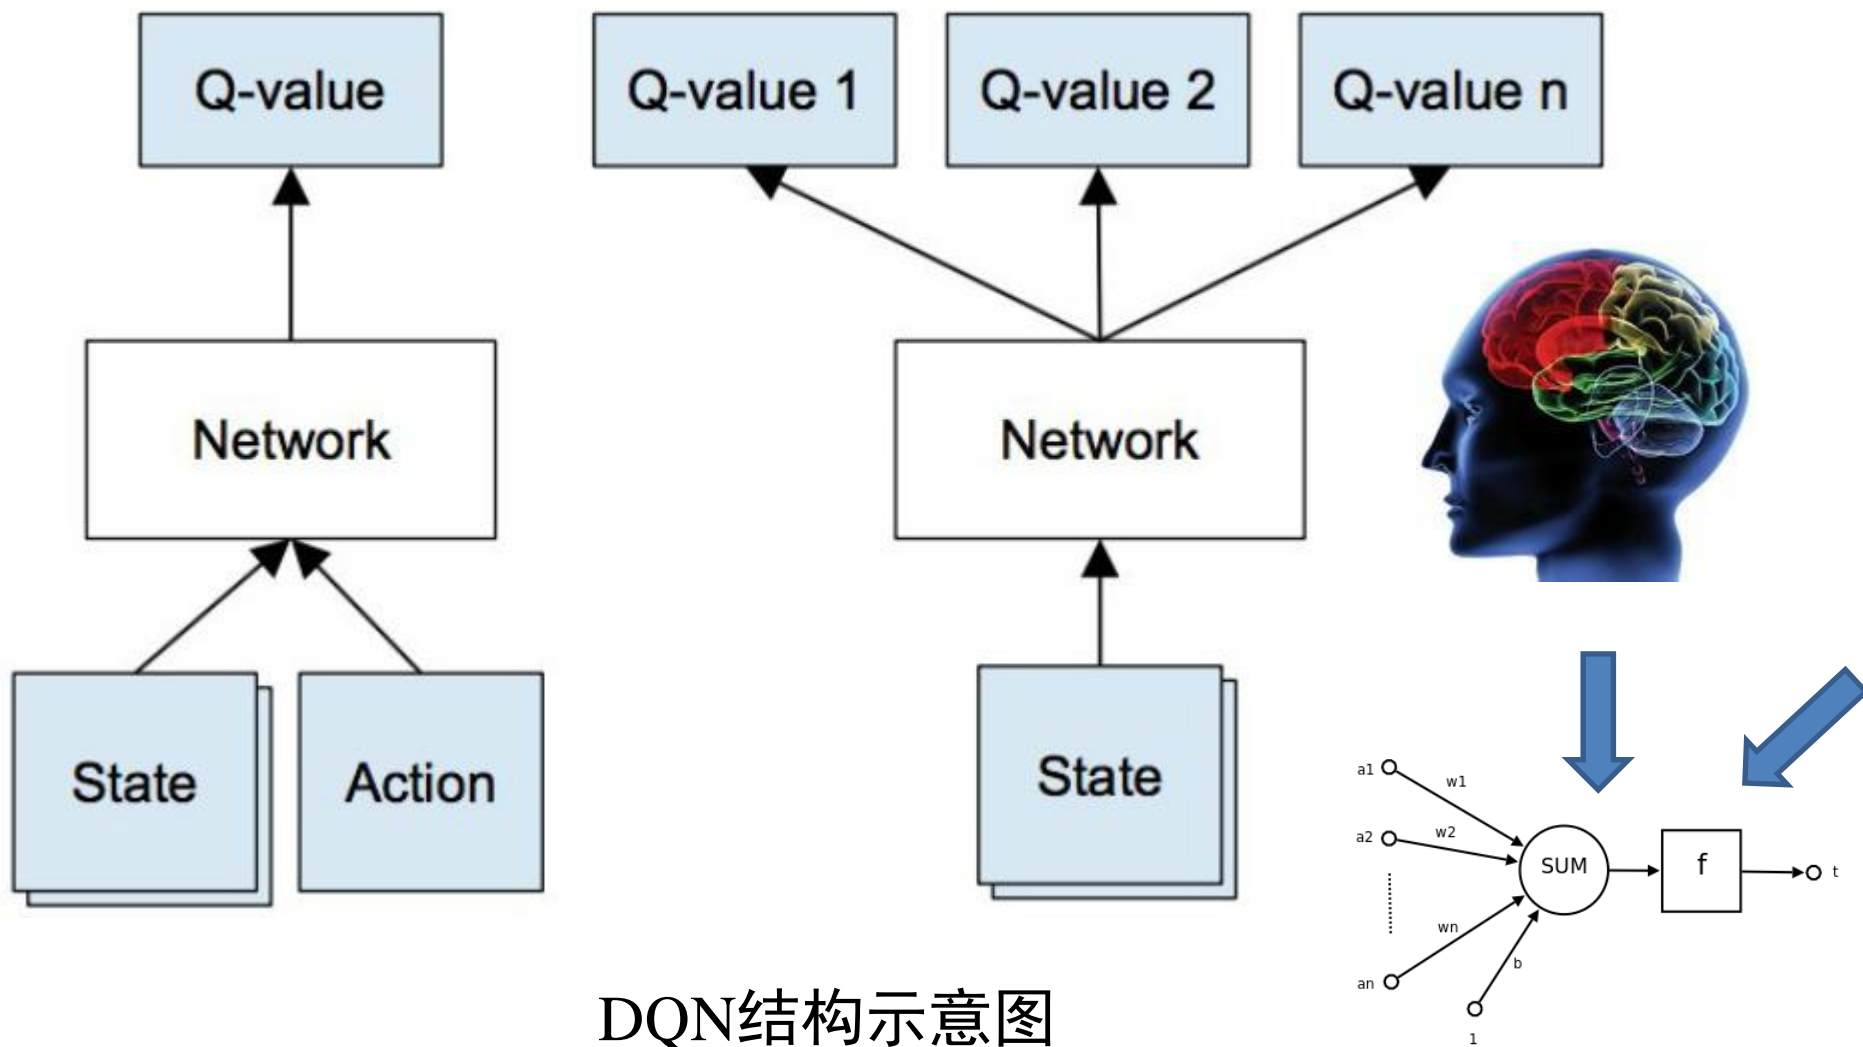 Q-value
Q-value 1
Q-value 2
Q-value n
Network
Network
State
Action
State
a1
w1
a2
w2
SUM
f
t
wn
an
b
1
DQN结构示意图